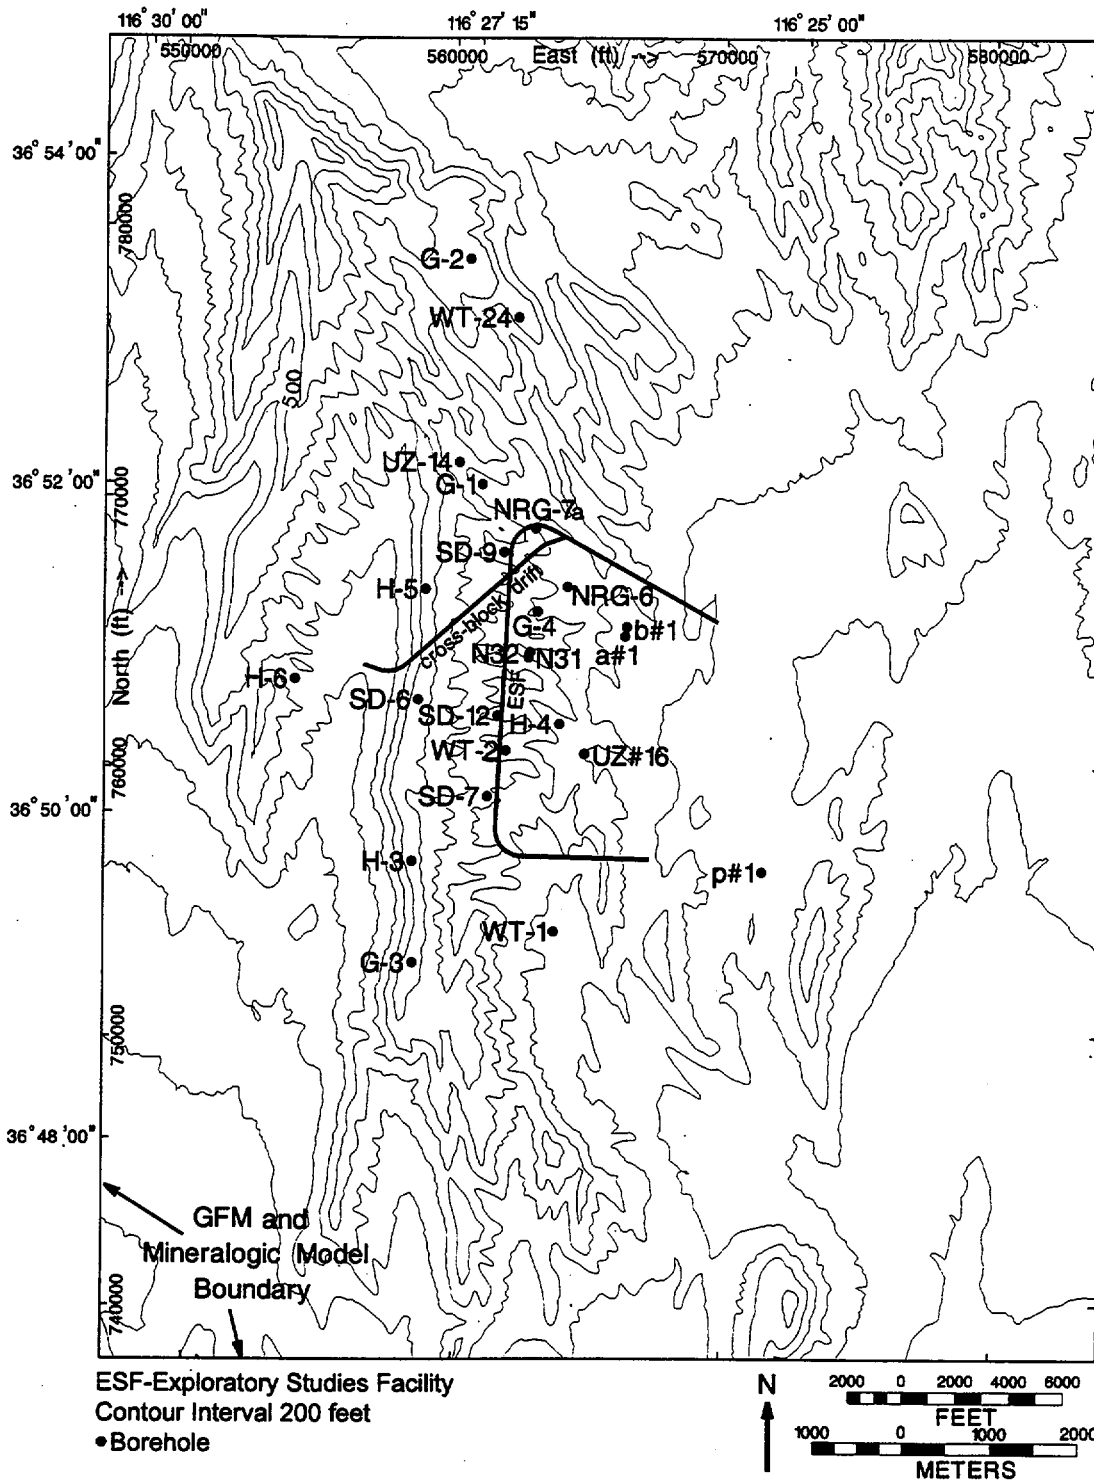 116° 30' 00"
116° 27' 15"
116° 25' 00"
550000
560000
East (ft) -->
570000
580000
36° 54' 00"
780000
G-2
WT-24
500
UZ-14
36° 52' 00"
G-1
770000
NRG-7a
SD-9
H-5
cross-block drift
NRG-6
G-4
b#1
N32
N31
a#1
North (ft) -->
H-6
ESF
SD-6
SD-12
H-4
WT-2
UZ#16
760000
SD-7
36° 50' 00"
H-3
p#1
WT-1
G-3
750000
36° 48' 00"
GFM and
Mineralogic Model
Boundary
740000
ESF-Exploratory Studies Facility
Contour Interval 200 feet
•Borehole
N
2000 0 2000 4000 6000
FEET
1000 0 1000 2000
METERS